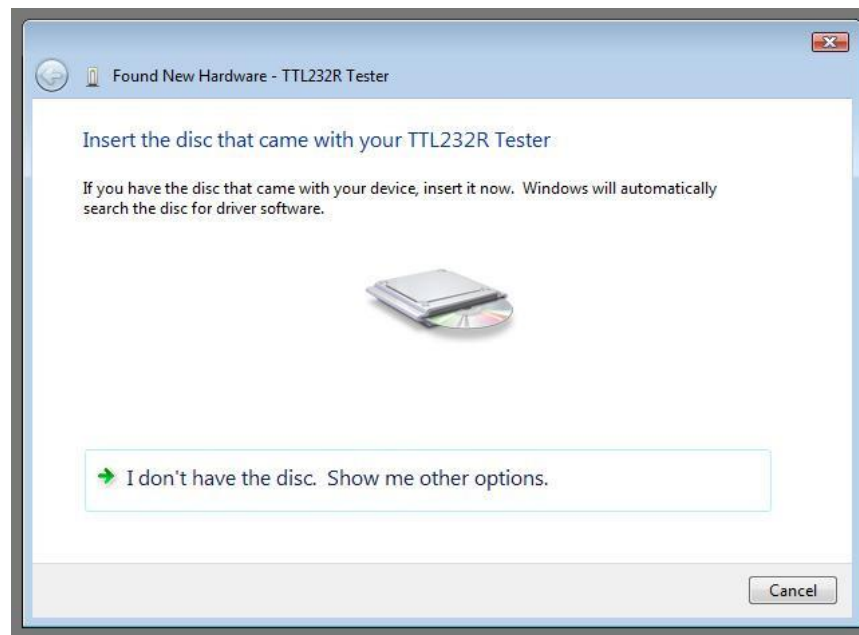 Found New Hardware - TTL232R Tester
Insert the disc that came with your TTL232R Tester
If you have the disc that came with your device, insert it now.  Windows will automatically
search the disc for driver software.
I don't have the disc.  Show me other options.
Cancel